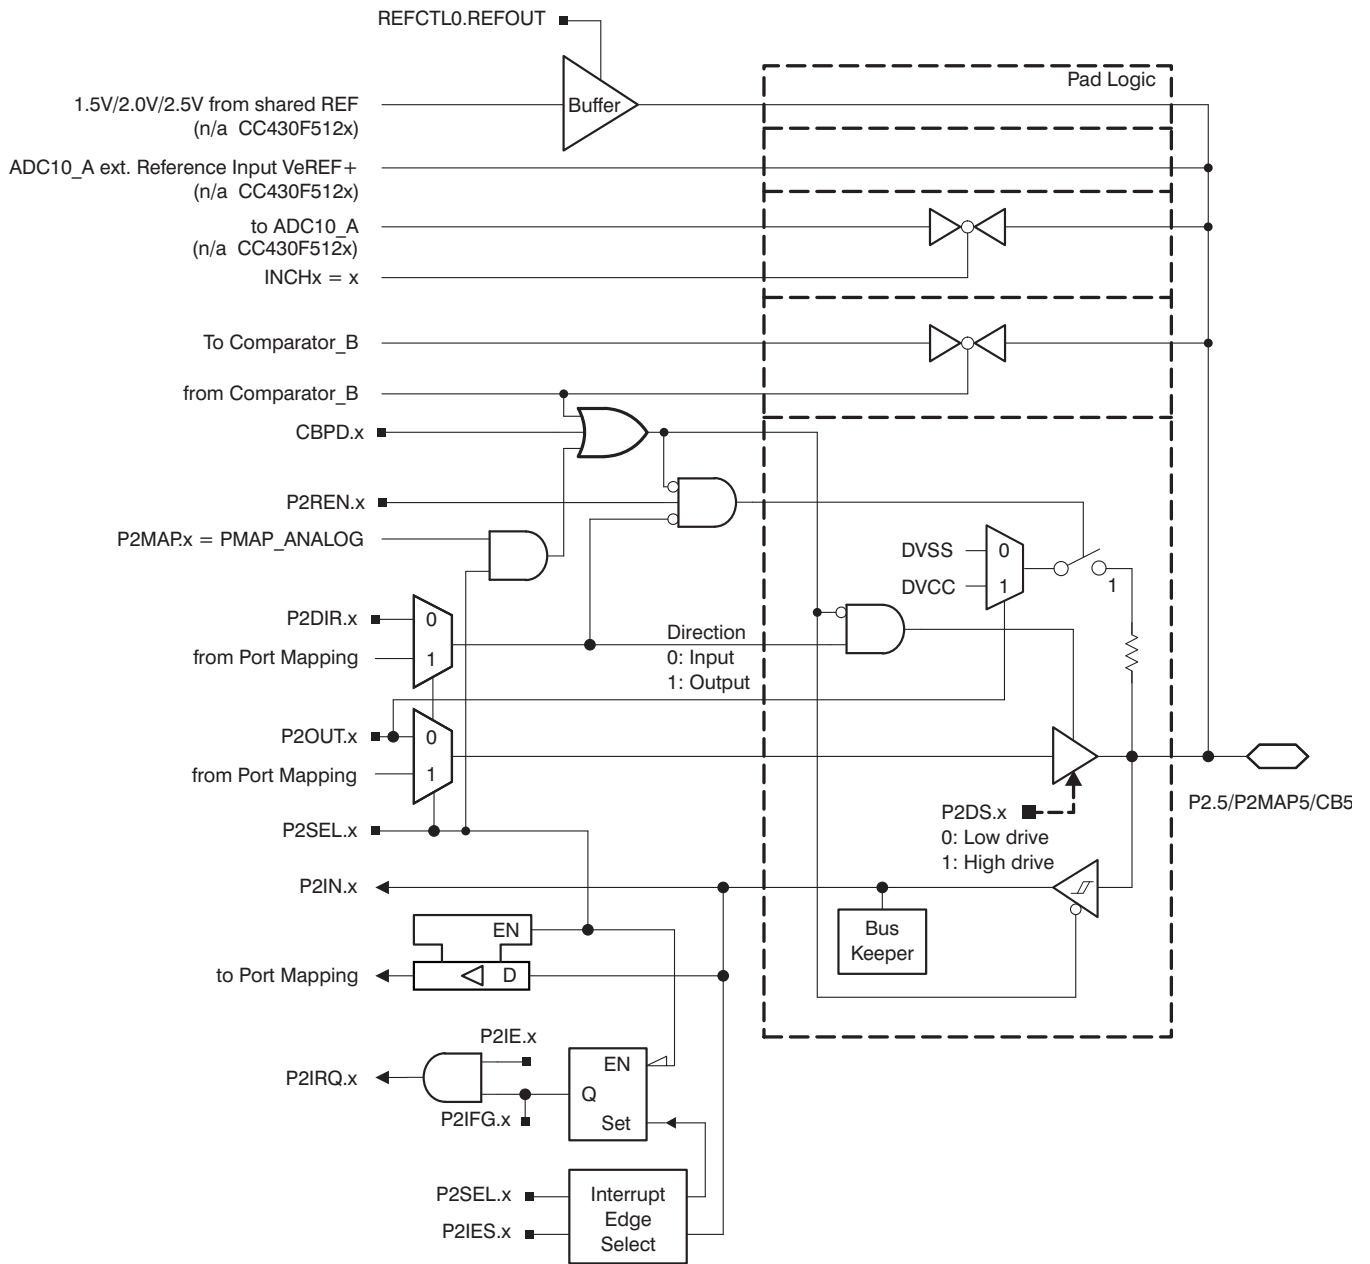 REFCTL0.REFOUT
Pad Logic
1.5V/2.0V/2.5V from shared REF
(n/a CC430F512x)
Buffer
ADC10_A ext. Reference Input VeREF+
(n/a CC430F512x)
to ADC10_A
(n/a CC430F512x)
INCHx = x
To Comparator_B
from Comparator_B
CBPD.x
P2REN.x
P2MAP.x = PMAP_ANALOG
DVSS
0
DVCC
1
1
P2DIR.x
0
from Port Mapping
1
Direction
0: Input
1: Output
P2OUT.x
0
from Port Mapping
1
P2SEL.x
P2DS.x
0: Low drive
1: High drive
P2.5/P2MAP5/CB5
P2IN.x
Bus
Keeper
EN
to Port Mapping
D
P2IE.x
P2IRQ.x
EN
Q
P2IFG.x
Set
P2SEL.x
P2IES.x
Interrupt
Edge
Select